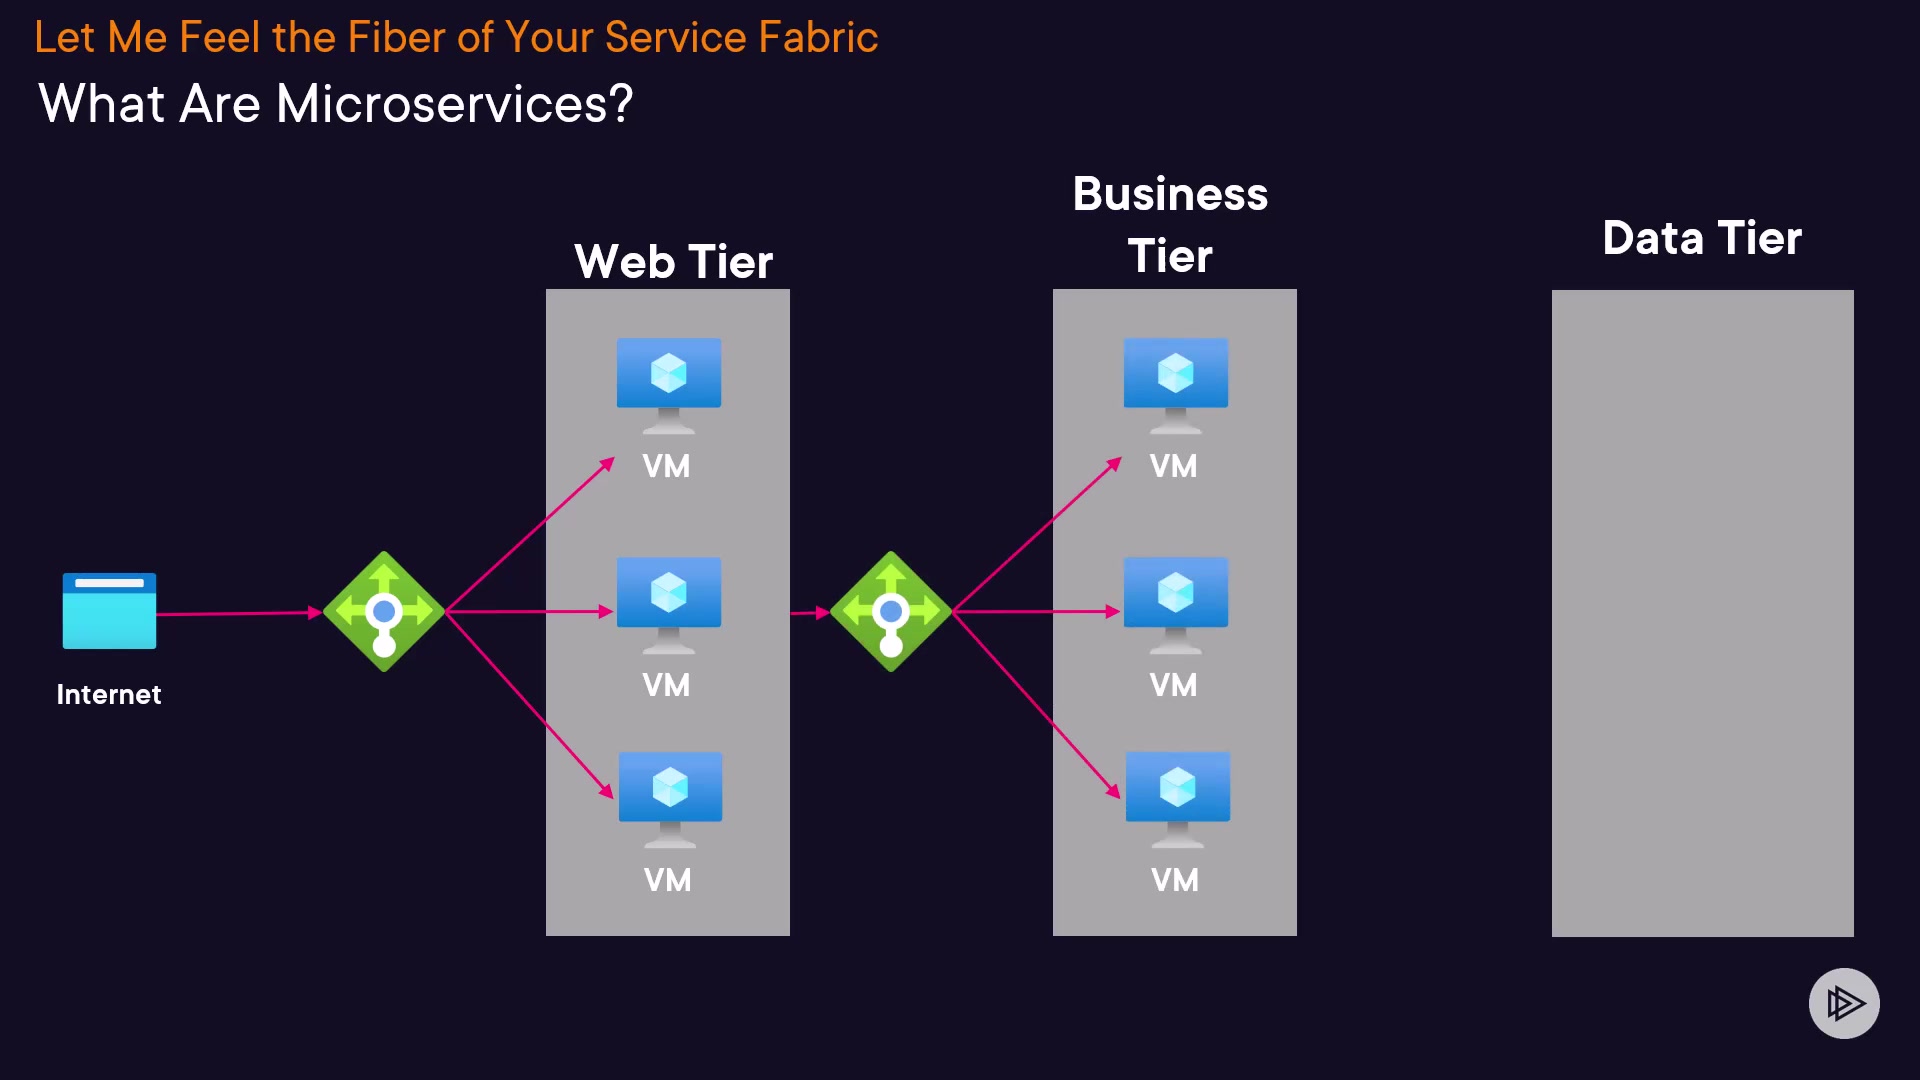 Let Me Feel the Fiber of Your Service Fabric
What Are Microservices?
Business
Tier
Web Tier
Data Tier
VM
VM
VM
VM
Internet
VM
VM